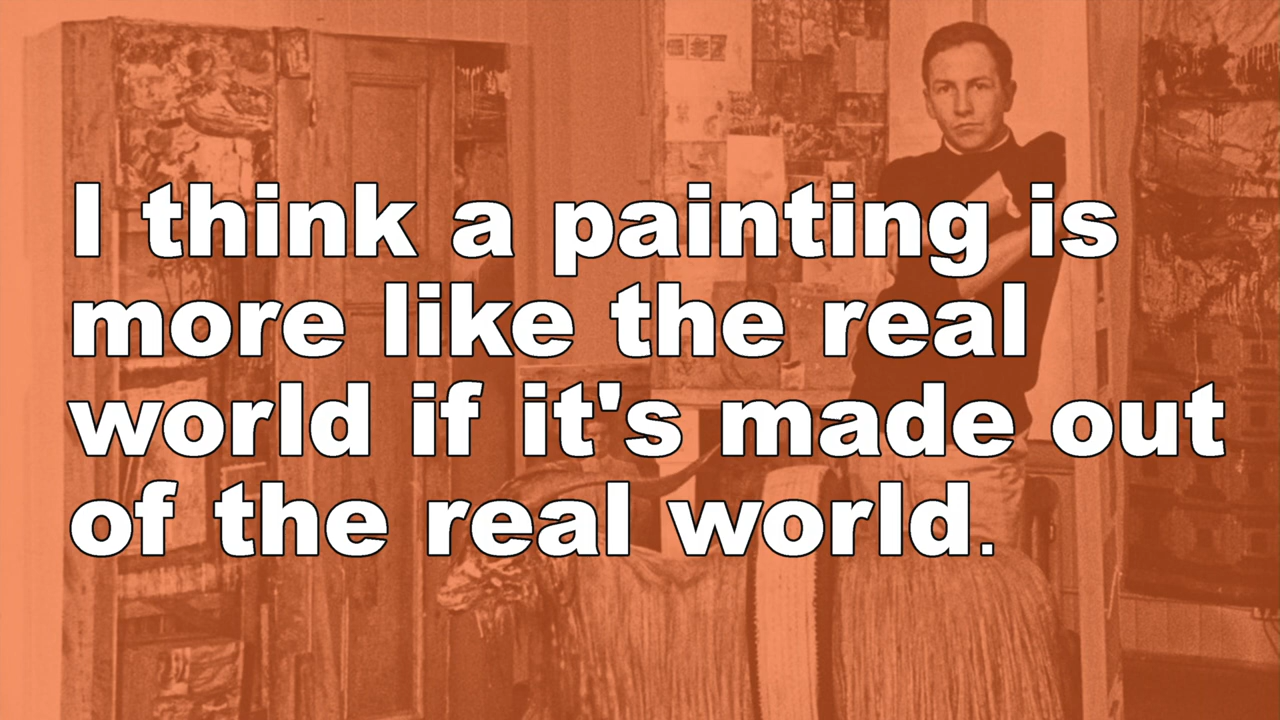 I think a painting is
more like the real
world if it's made out
of the real world.